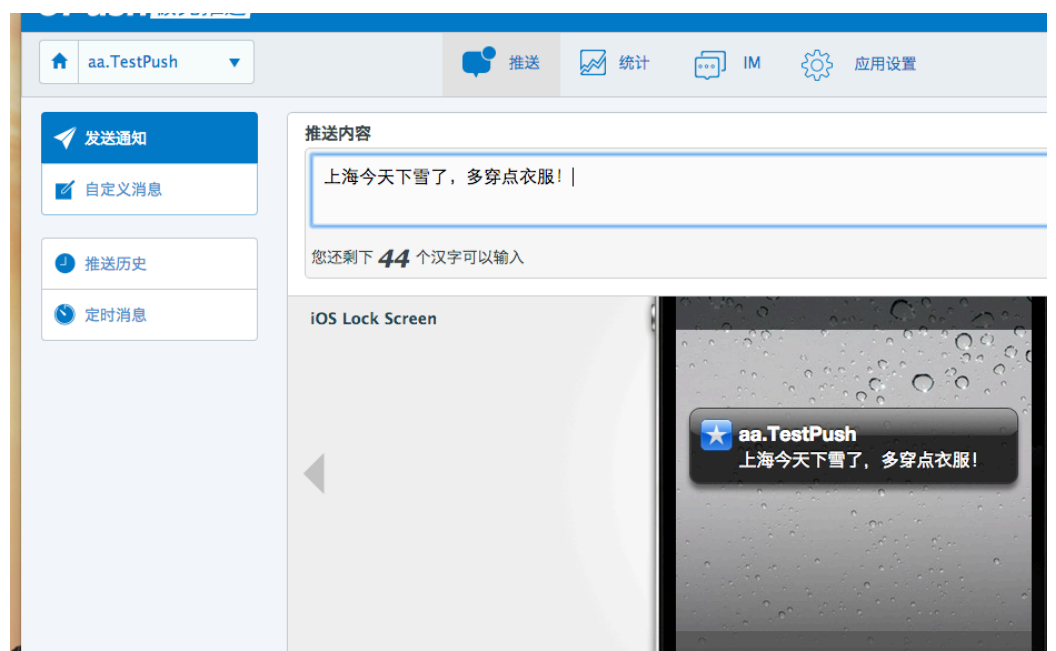 aa.TestPush
推送
统计
IM
应用设置
发送通知
自定义消息
推送历史
定时消息
推送内容
上海今天下雪了，多穿点衣服！
您还剩下 44 个汉字可以输入
iOS Lock Screen
aa.TestPush
上海今天下雪了，多穿点衣服！